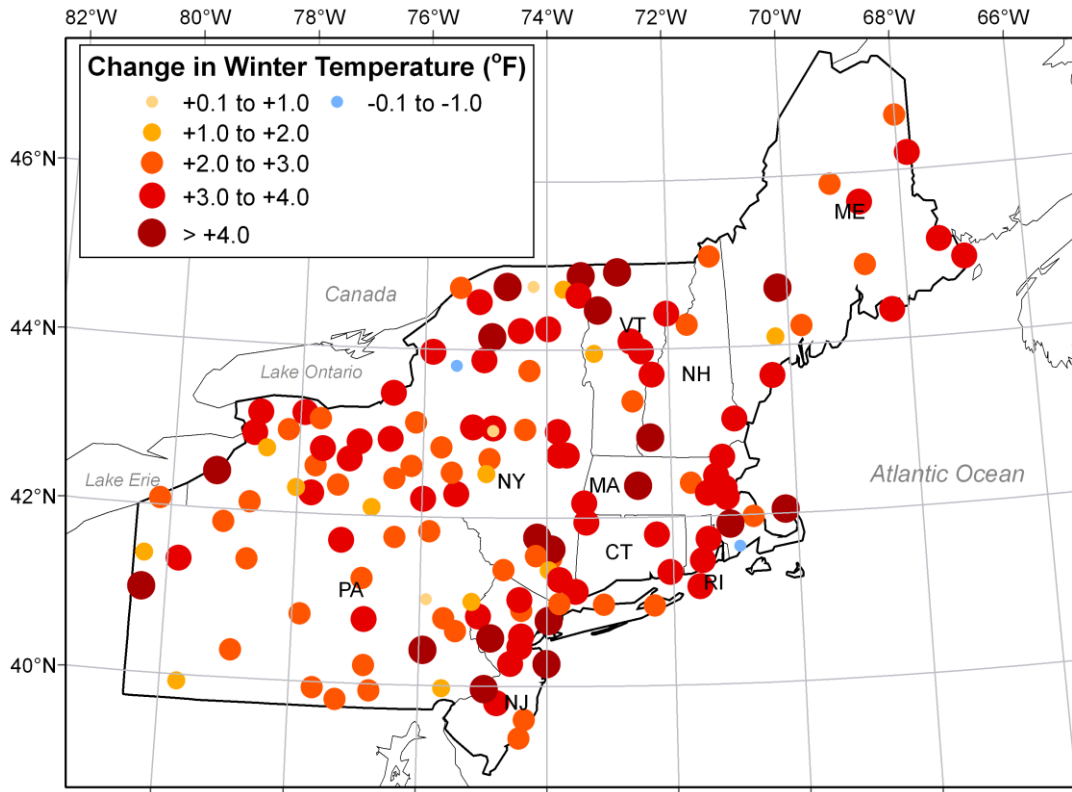 82°W 80°W 78°W 76°W 74°W 72°W 70°W 68°W 66°W
Change in Winter Temperature (°F)
+0.1 to +1.0 -0.1 to -1.0
+1.0 to +2.0
+2.0 to +3.0
+3.0 to +4.0
> +4.0
46°N
ME
Canada
44°N
VT
Lake Ontario
NH
Lake Erie
NY
MA
Atlantic Ocean
42°N
CT
PA
RI
40°N
NJ